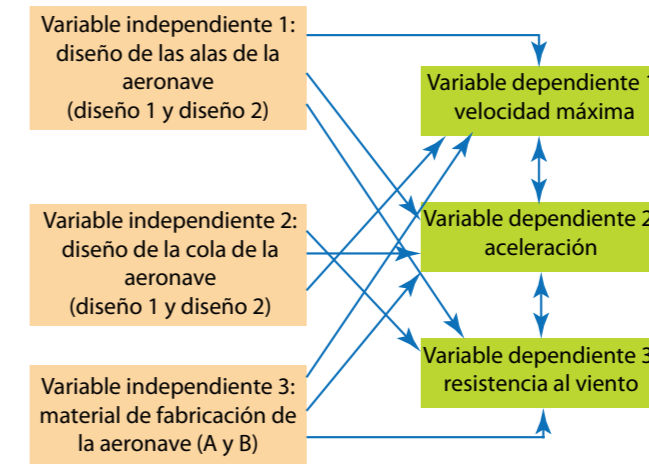 Variable independiente 1:
diseño de las alas de la
aeronave
(diseño 1 y diseño 2)
Variable dependiente 1
velocidad máxima
Variable independiente 2:
diseño de la cola de la
aeronave
(diseño 1 y diseño 2)
Variable dependiente 2
aceleración
Variable independiente 3:
material de fabricación de
la aeronave (A y B)
Variable dependiente 3
resistencia al viento